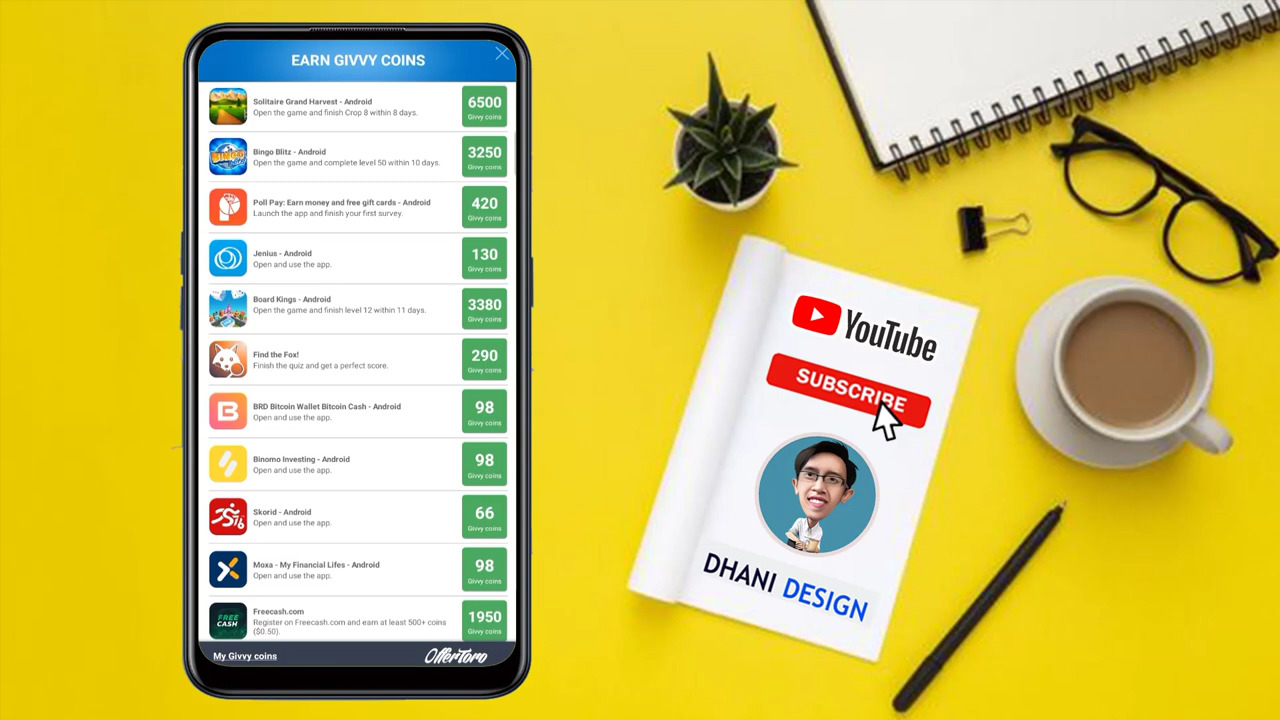 EARN GIVVY COINS
Solitaire Grand Harvest - Android
Open the game and finish Crop 8 within 8 days.
6500
Givvy coins
Bingo Blitz - Android
Open the game and complete level 50 within 10 days.
3250
Givvy coins
Poll Pay: Earn money and free gift cards - Android
Launch the app and finish your first survey.
420
Givvy coins
Jenius - Android
Open and use the app.
130
Givvy coins
Board Kings - Android
Open the game and finish level 12 within 11 days.
3380
Givvy coins
Find the Fox!
Finish the quiz and get a perfect score.
290
Givvy coins
BRD Bitcoin Wallet Bitcoin Cash - Android
Open and use the app.
98
Givvy coins
Binomo Investing - Android
Open and use the app.
98
Givvy coins
Skorid - Android
Open and use the app.
66
Givvy coins
Moxa - My Financial Lifes - Android
Open and use the app.
98
Givvy coins
FREE
CASH
Freecash.com
Register on Freecash.com and earn at least 500+ coins
($0.50).
1950
Givvy coins
My Givvy coins
OfferToro
YouTube
SUBSCRIBE
DHANI DESIGN